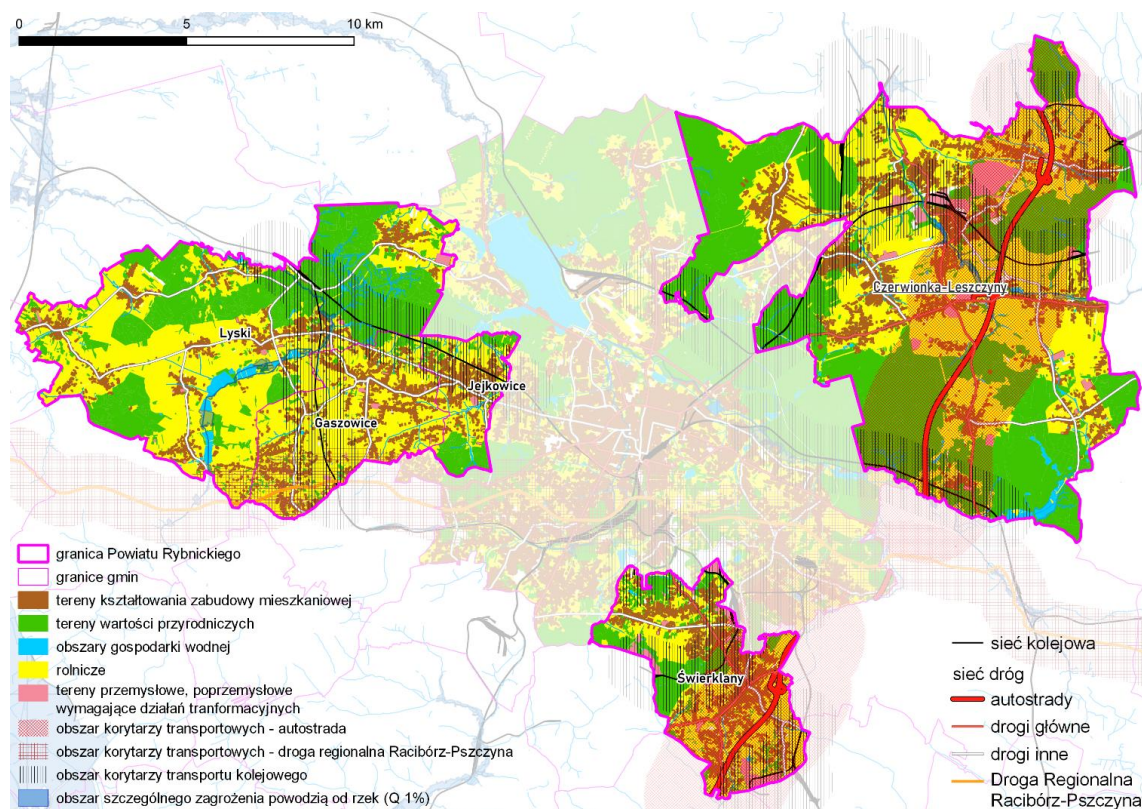 0 5 10 km
Czerwionka-Leszczyny
Lyski
Jejkowice
Gaszowice
Świerklany
granica Powiatu Rybnickiego
granice gmin
tereny kształtowania zabudowy mieszkaniowej
tereny wartości przyrodniczych
obszary gospodarki wodnej
rolnicze
tereny przemysłowe, poprzemysłowe
wymagające działań tranformacyjnych
obszar korytarzy transportowych - autostrada
obszar korytarzy transportowych - droga regionalna Racibórz-Pszczyna
obszar korytarzy transportu kolejowego
obszar szczególnego zagrożenia powodzią od rzek (Q 1%)
sieć kolejowa
sieć dróg
autostrady
drogi główne
drogi inne
Droga Regionalna
Racibórz-Pszczyna